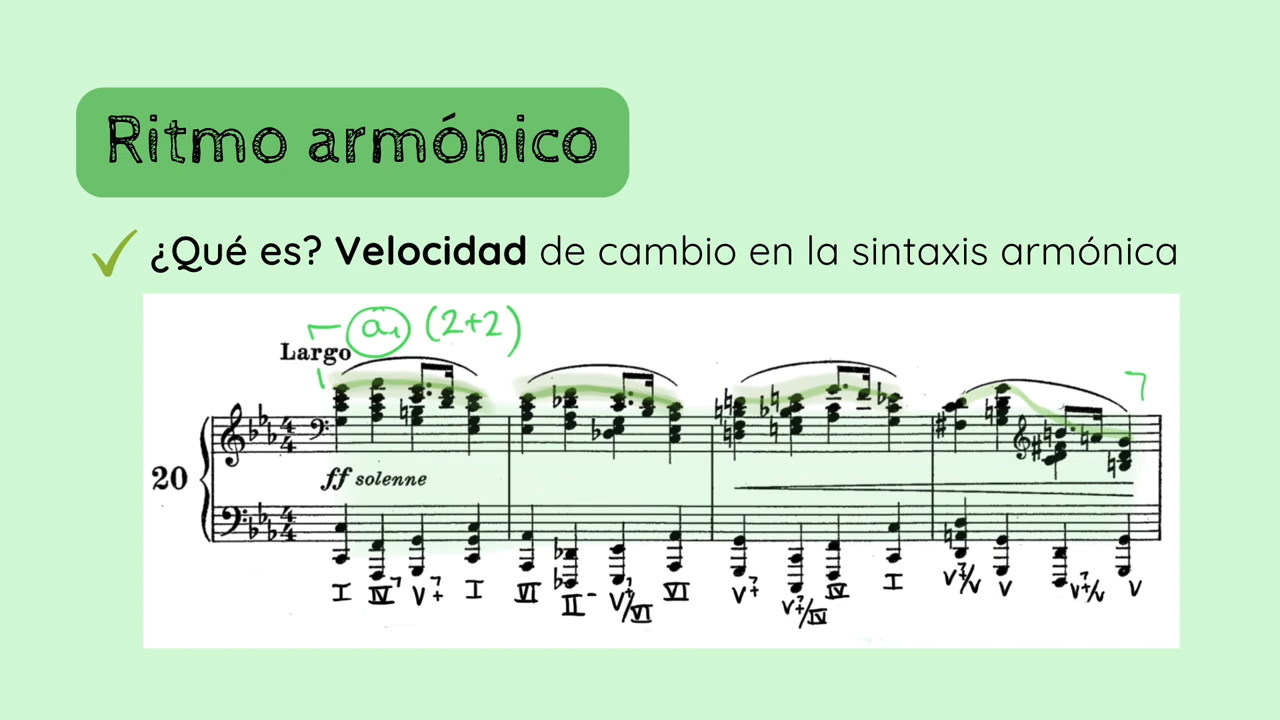 Ritmo armónico
¿Qué es? Velocidad de cambio en la sintaxis armónica
a1 (2+2)
Largo
20
ff solenne
I IV7 V7+ I VI II- V7+/VI VI V7+ V7+/IV IV I V7+/V V V7+/V V